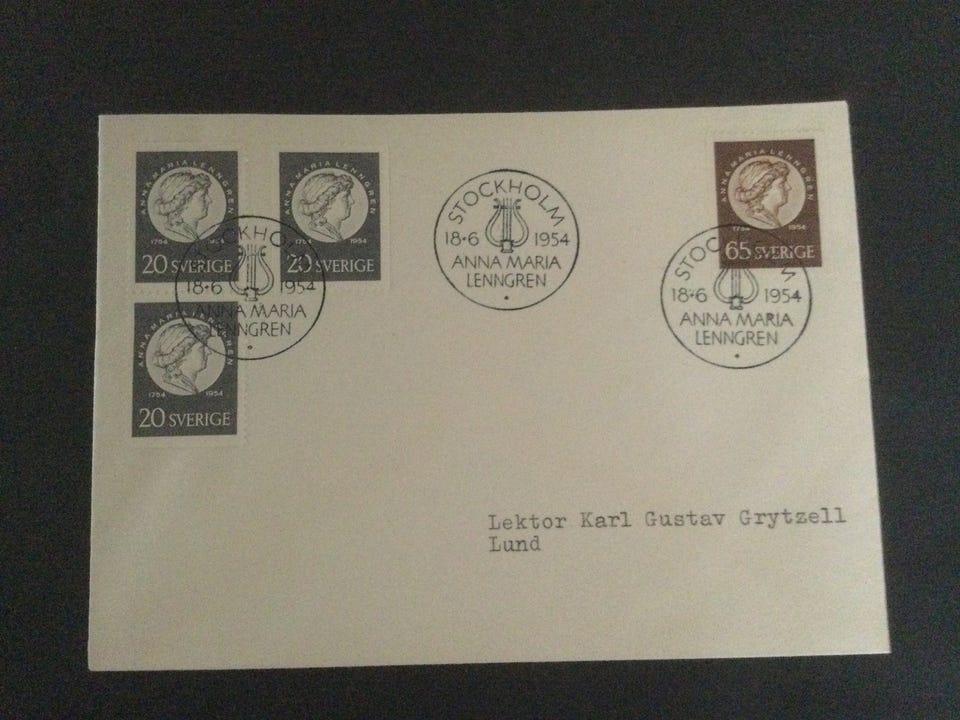 ANNA MARIA LENNGREN
1754 1954
20 SVERIGE
ANNA MARIA LENNGREN
1954
20 SVERIGE
STOCKHOLM
18·6 1954
ANNA MARIA
LENNGREN
ANNA MARIA LENNGREN
1754 1954
20 SVERIGE
STOCKHOLM
18·6 1954
ANNA MARIA
LENNGREN
ANNA MARIA LENNGREN
1754 1954
65 SVERIGE
STOCKHOLM
18·6 1954
ANNA MARIA
LENNGREN
Lektor Karl Gustav Grytzell
Lund